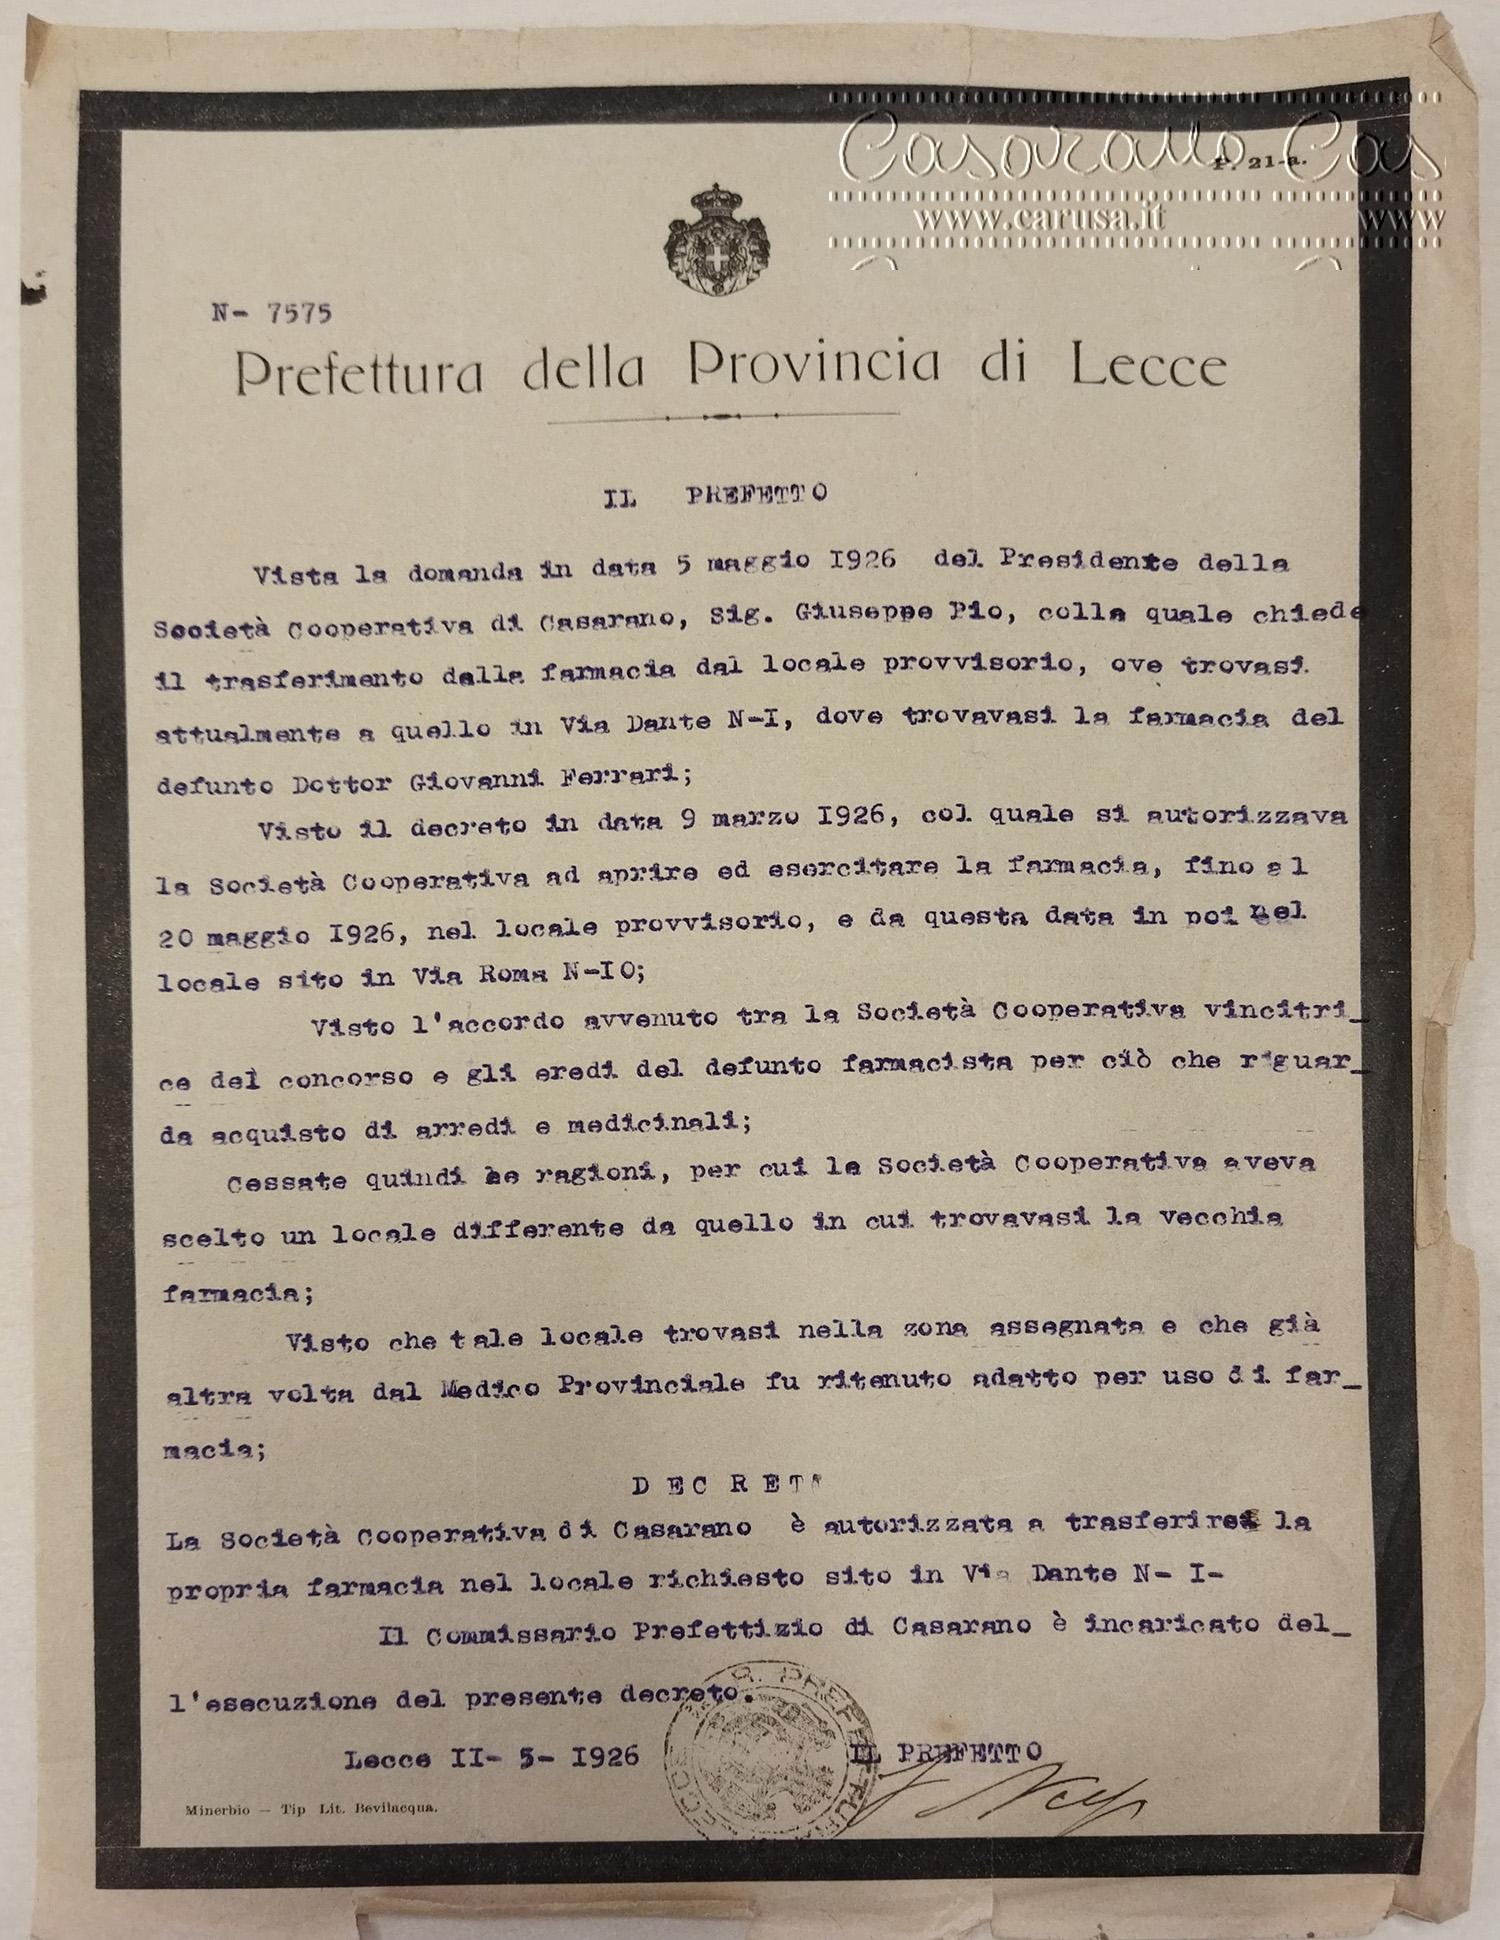 Casarano Cas
P. 21-a.
www.carusa.it www
N- 7575
Prefettura della Provincia di Lecce
IL PREFETTO
Vista la domanda in data 5 maggio I926 del Presidente della
Società Cooperativa di Casarano, Sig. Giuseppe Pio, colla quale chiede
il trasferimento della farmacia dal locale provvisorio, ove trovasi
attualmente a quello in Via Dante N-I, dove trovavasi la farmacia del
defunto Dottor Giovanni Ferrari;
Visto il decreto in data 9 marzo I926, col quale si autorizzava
la Società Cooperativa ad aprire ed esercitare la farmacia, fino al
20 maggio I926, nel locale provvisorio, e da questa data in poi nel
locale sito in Via Roma N-IO;
Visto l'accordo avvenuto tra la Società Cooperativa vincitri_
ce del concorso e gli eredi del defunto farmacista per ciò che riguar_
da acquisto di arredi e medicinali;
Cessate quindi le ragioni, per cui la Società Cooperativa aveva
scelto un locale differente da quello in cui trovavasi la vecchia
farmacia;
Visto che tale locale trovasi nella zona assegnata e che già
altra volta dal Medico Provinciale fu ritenuto adatto per uso di far_
macia;
D E C R E T A
La Società Cooperativa di Casarano è autorizzata a trasferire la
propria farmacia nel locale richiesto sito in Via Dante N- I-
Il Commissario Prefettizio di Casarano è incaricato del_
l'esecuzione del presente decreto.
Lecce II- 5- I926
IL PREFETTO
R. PREFETTURA LECCE
Minerbio — Tip Lit. Bevilacqua.